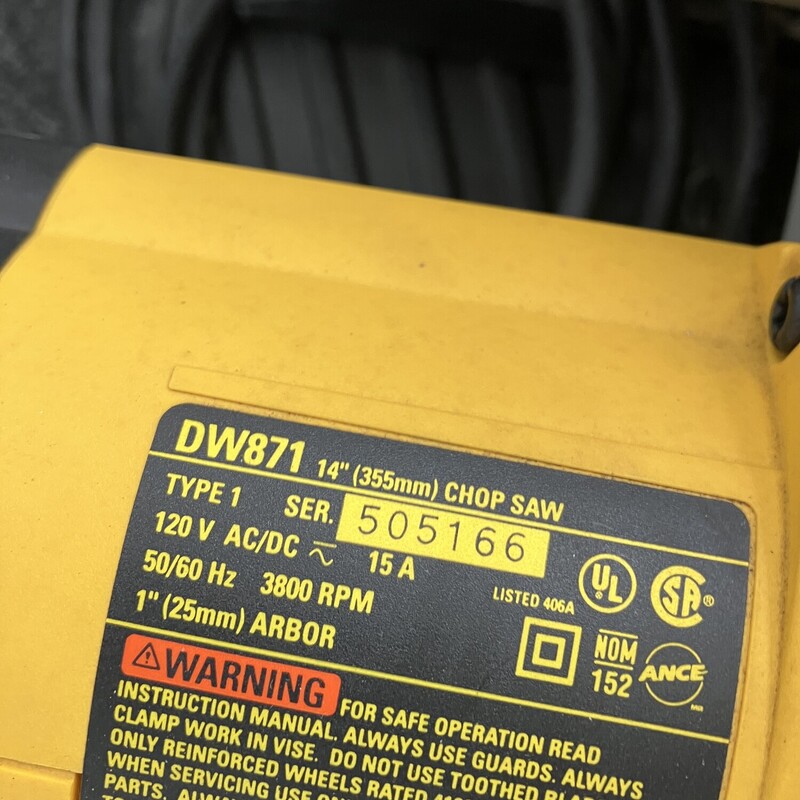 DW871 14" (355mm) CHOP SAW
TYPE 1 SER. 505166
120 V AC/DC 15 A
50/60 Hz 3800 RPM
1" (25mm) ARBOR
LISTED 406A
UL
SA
NOM
152
ANCE
WARNING FOR SAFE OPERATION READ
INSTRUCTION MANUAL. ALWAYS USE GUARDS. ALWAYS
CLAMP WORK IN VISE. DO NOT USE TOOTHED
ONLY REINFORCED WHEELS RATED
WHEN SERVICING USE
PARTS.